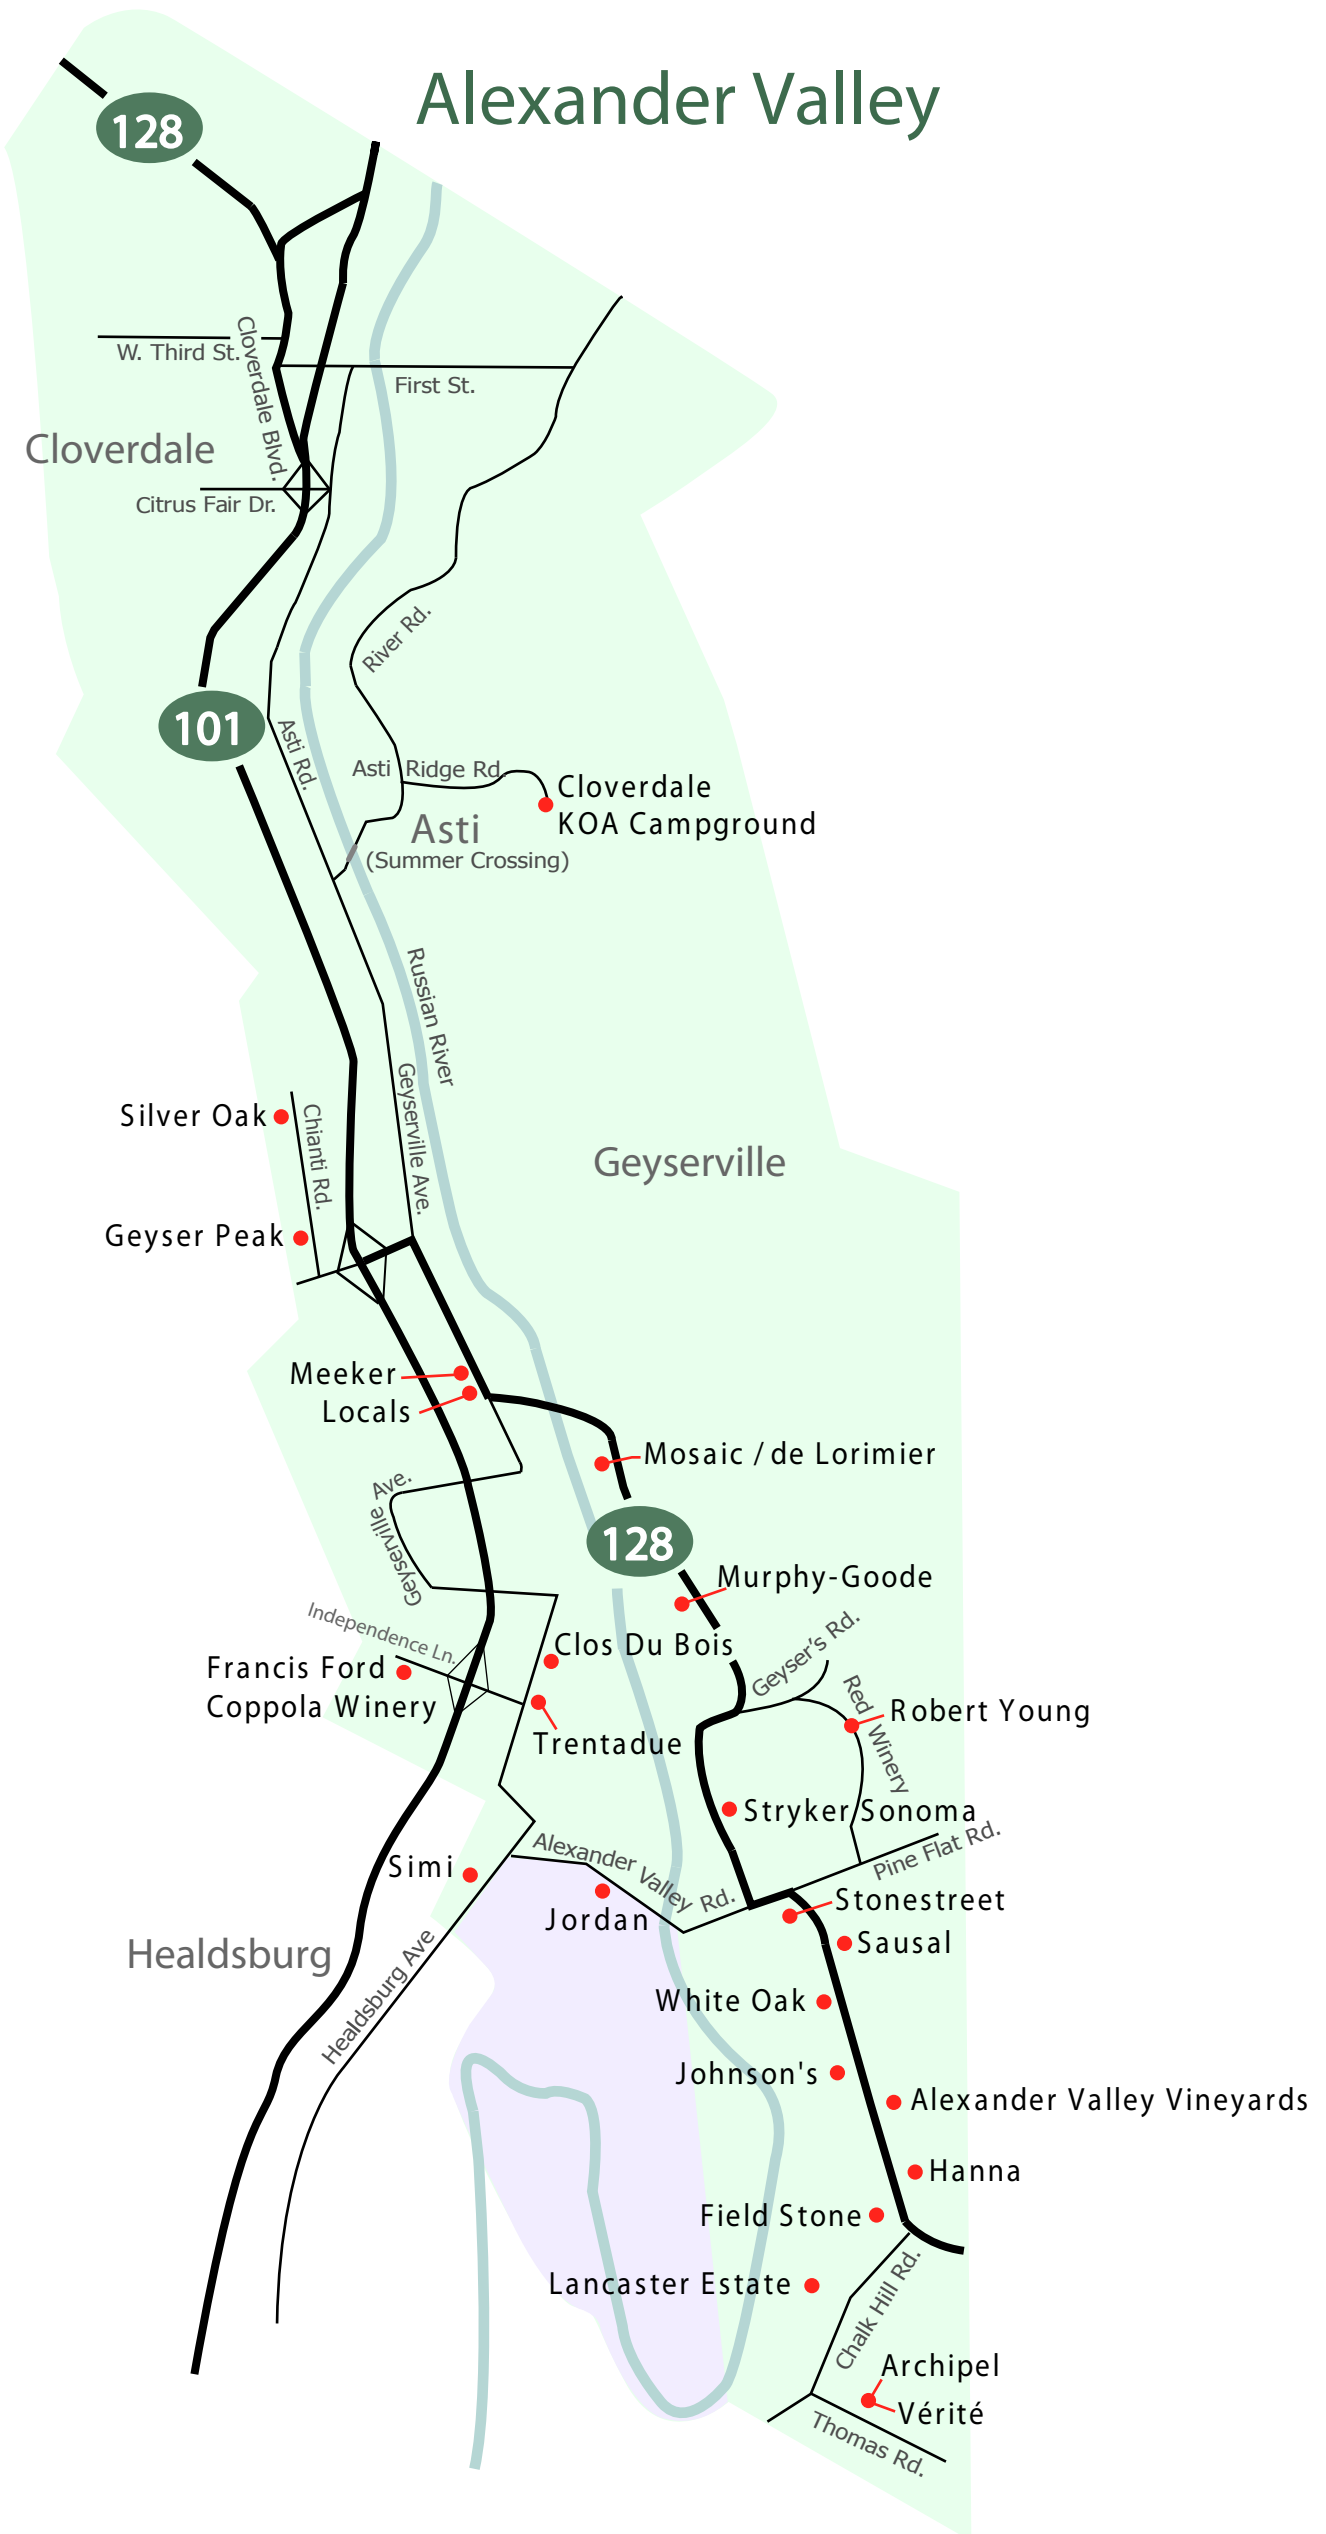 Alexander Valley
128
W. Third St.
Cloverdale Blvd.
First St.
Cloverdale
Citrus Fair Dr.
River Rd.
101
Asti Rd.
Asti Ridge Rd.
Cloverdale
KOA Campground
Asti
(Summer Crossing)
Russian River
Geyserville Ave.
Silver Oak
Chianti Rd.
Geyserville
Geyser Peak
Meeker
Locals
Mosaic / de Lorimier
Geyserville Ave.
128
Murphy-Goode
Independence Ln.
Clos Du Bois
Geyser's Rd.
Francis Ford
Coppola Winery
Red Winery
Robert Young
Trentadue
Stryker Sonoma
Pine Flat Rd.
Alexander Valley Rd.
Simi
Jordan
Stonestreet
Sausal
Healdsburg
Healdsburg Ave
White Oak
Johnson's
Alexander Valley Vineyards
Hanna
Field Stone
Lancaster Estate
Chalk Hill Rd.
Archipel
Vérité
Thomas Rd.